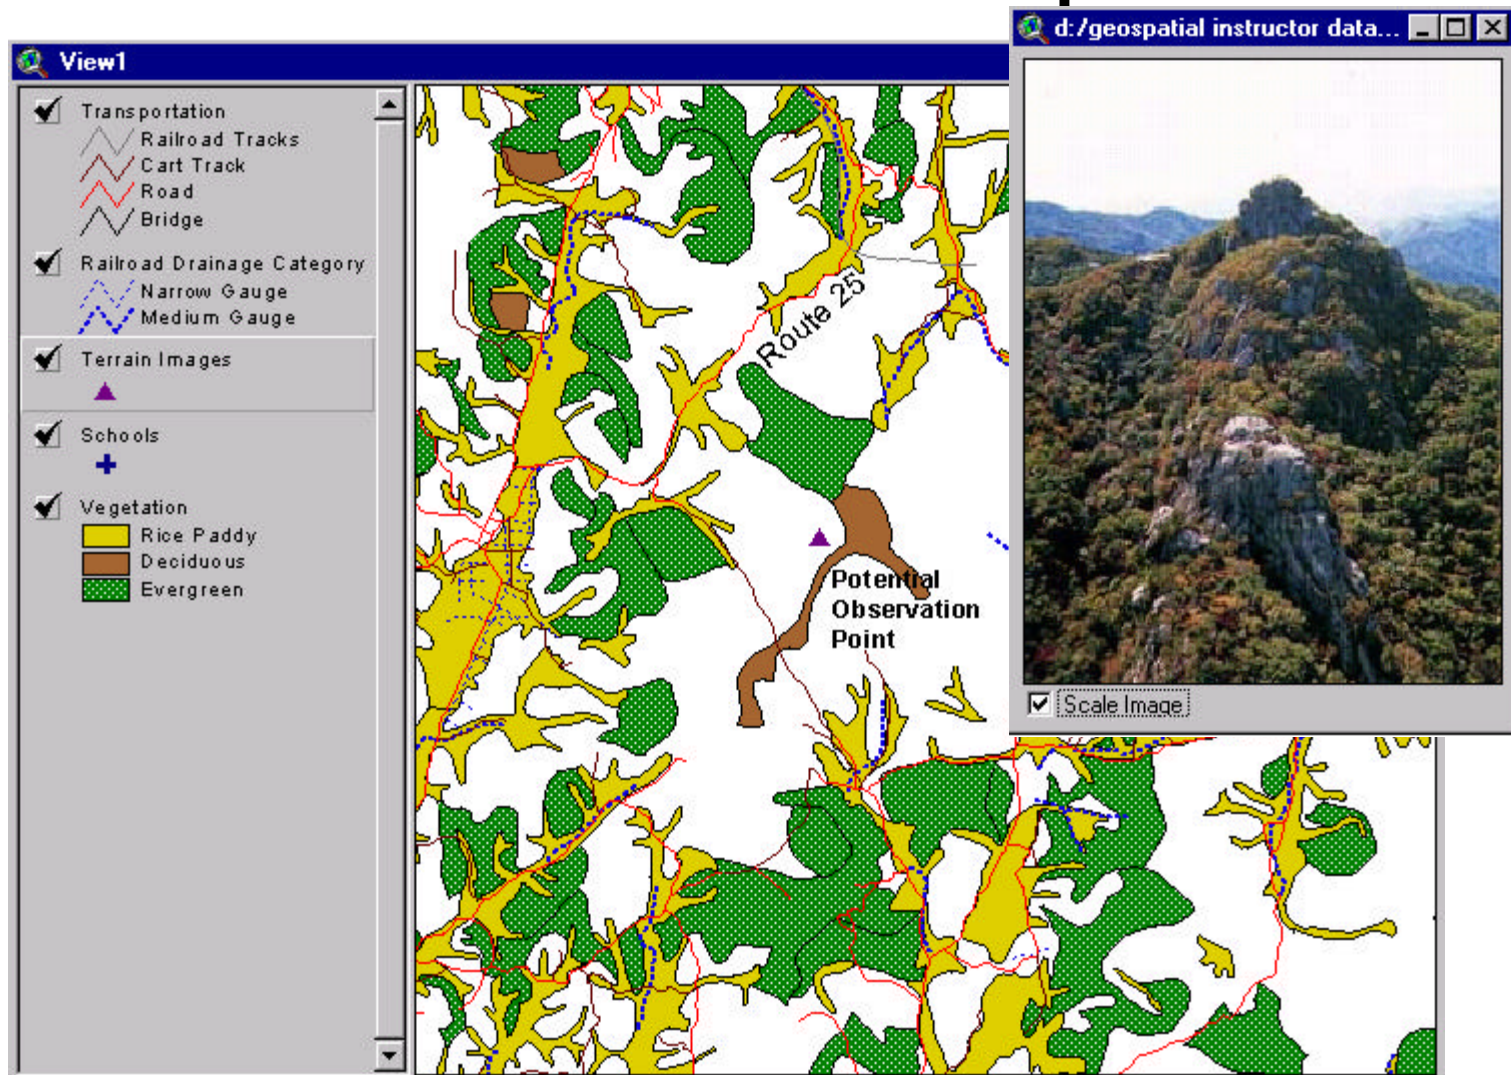 View1
Transportation
Railroad Tracks
Cart Track
Road
Bridge
Railroad Drainage Category
Narrow Gauge
Medium Gauge
Terrain Images
Schools
Vegetation
Rice Paddy
Deciduous
Evergreen
Route 25
Potential
Observation
Point
d:/geospatial instructor data...
Scale Image